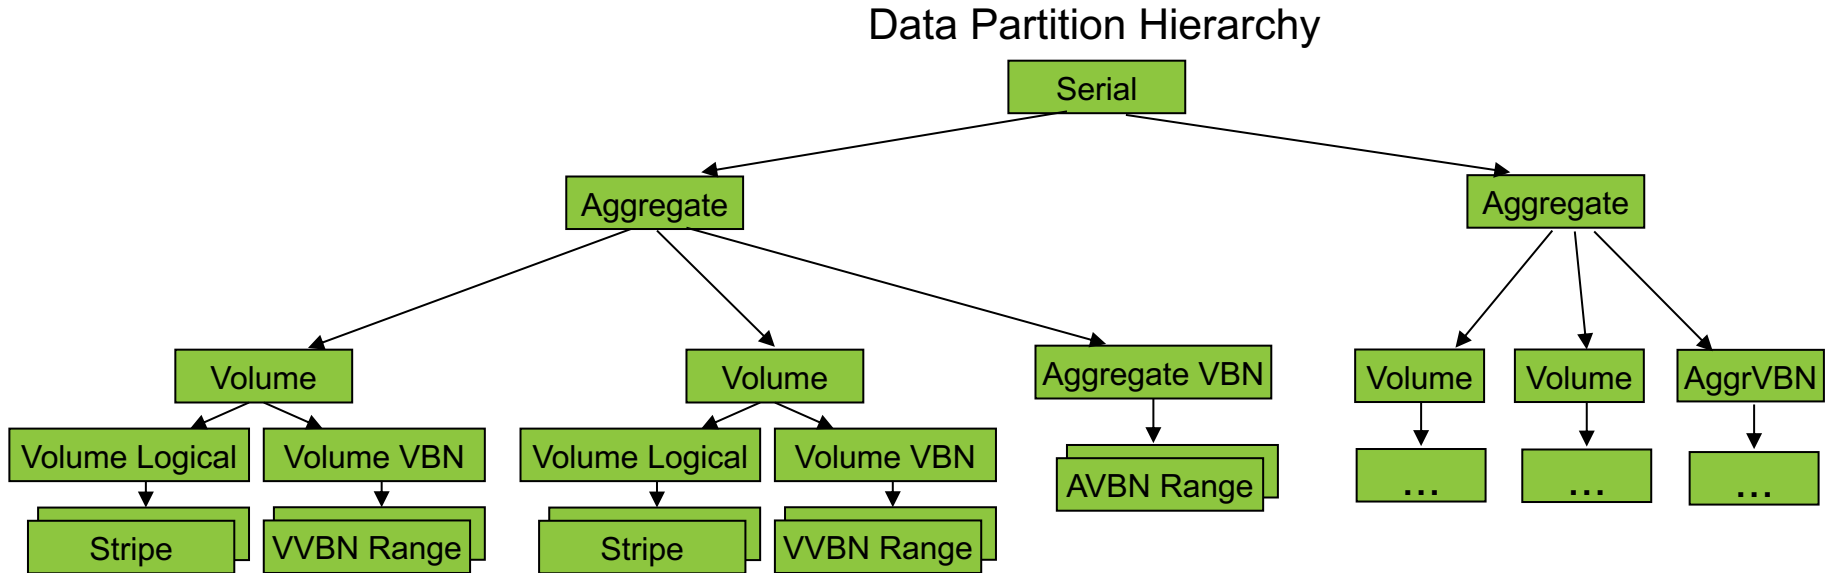 Data Partition Hierarchy
Serial
Aggregate
Aggregate
Volume
Volume
Aggregate VBN
Volume
Volume
AggrVBN
Volume Logical
Volume VBN
Volume Logical
Volume VBN
AVBN Range
...
...
...
Stripe
VVBN Range
Stripe
VVBN Range